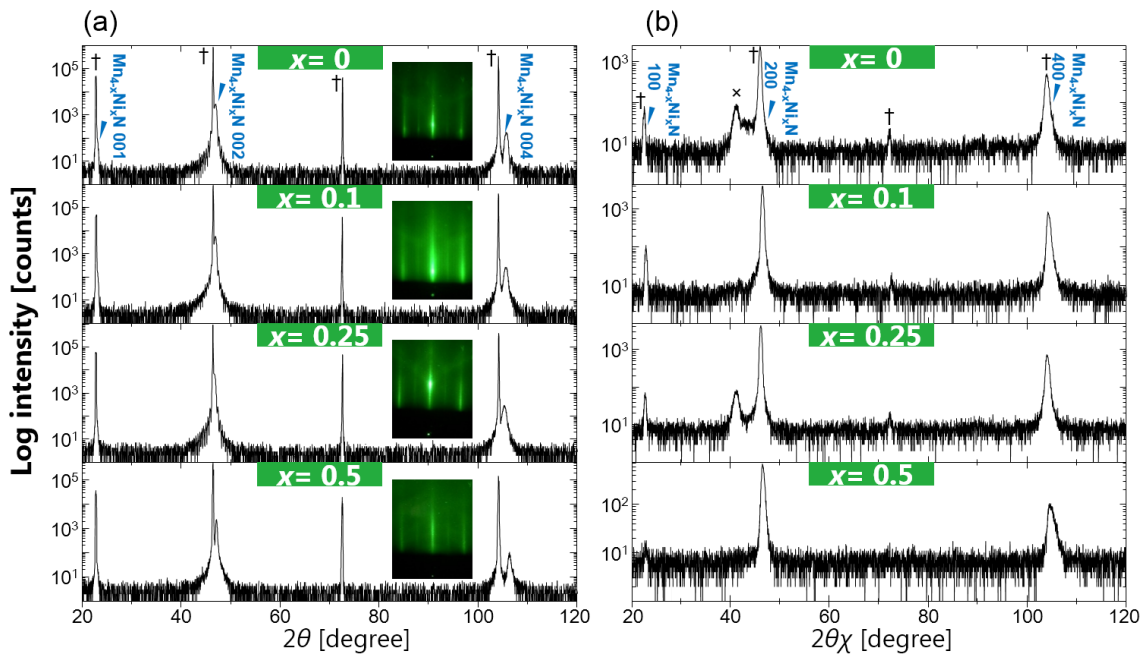 (a)
(b)
Log intensity [counts]
x= 0
†
†
†
†
Mn4-xNixN 001
Mn4-xNixN 002
Mn4-xNixN 004
10^5
10^3
10^1
x= 0.1
10^5
10^3
10^1
x= 0.25
10^5
10^3
10^1
x= 0.5
10^5
10^3
10^1
20 40 60 80 100 120
2θ [degree]
x= 0
†
†
†
†
×
Mn4-xNixN 100
Mn4-xNixN 200
Mn4-xNixN 400
10^3
10^1
x= 0.1
10^3
10^1
x= 0.25
10^3
10^1
x= 0.5
10^2
10^1
20 40 60 80 100 120
2θχ [degree]